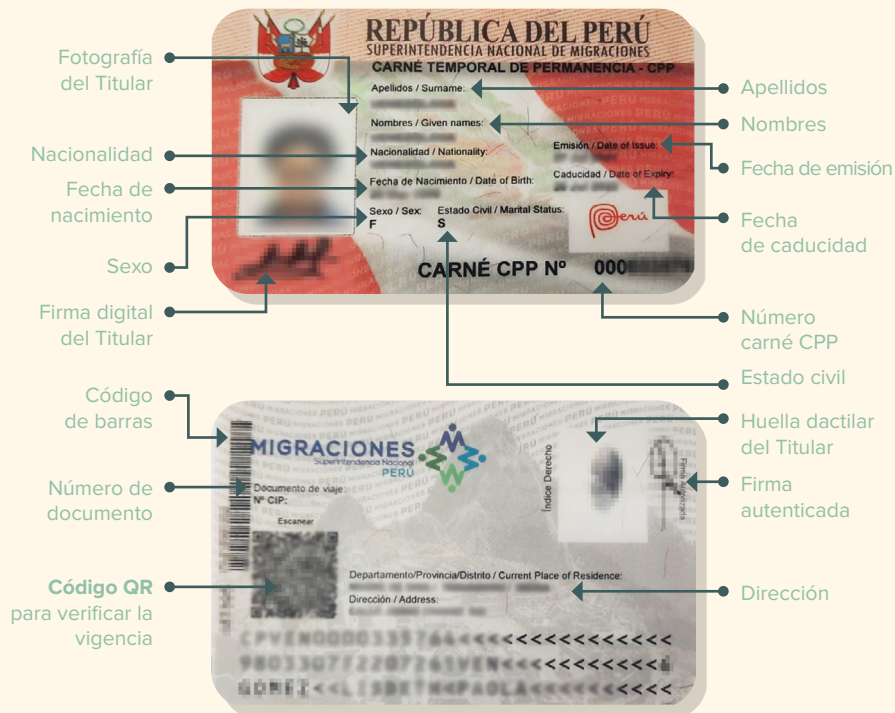 REPÚBLICA DEL PERÚ
SUPERINTENDENCIA NACIONAL DE MIGRACIONES
CARNÉ TEMPORAL DE PERMANENCIA - CPP
Fotografía
del Titular
Apellidos / Surname:
Apellidos
Nombres / Given names:
Nombres
Nacionalidad
Nacionalidad / Nationality:
Emisión / Date of Issue:
Fecha de emisión
Fecha de
nacimiento
Fecha de Nacimiento / Date of Birth:
Caducidad / Date of Expiry:
Fecha
de caducidad
Sexo / Sex:
F
Estado Civil / Marital Status:
S
Perú
Sexo
CARNÉ CPP Nº 000
Firma digital
del Titular
Número
carné CPP
Estado civil
Código
de barras
MIGRACIONES
Superintendencia Nacional
PERÚ
Índice Derecho
Huella dactilar
del Titular
Firma Autorizada
Firma
autenticada
Número de
documento
Documento de viaje:
Nº CIP:
Escanear
Código QR
para verificar la
vigencia
Departamento/Provincia/Distrito / Current Place of Residence:
Dirección / Address:
Dirección